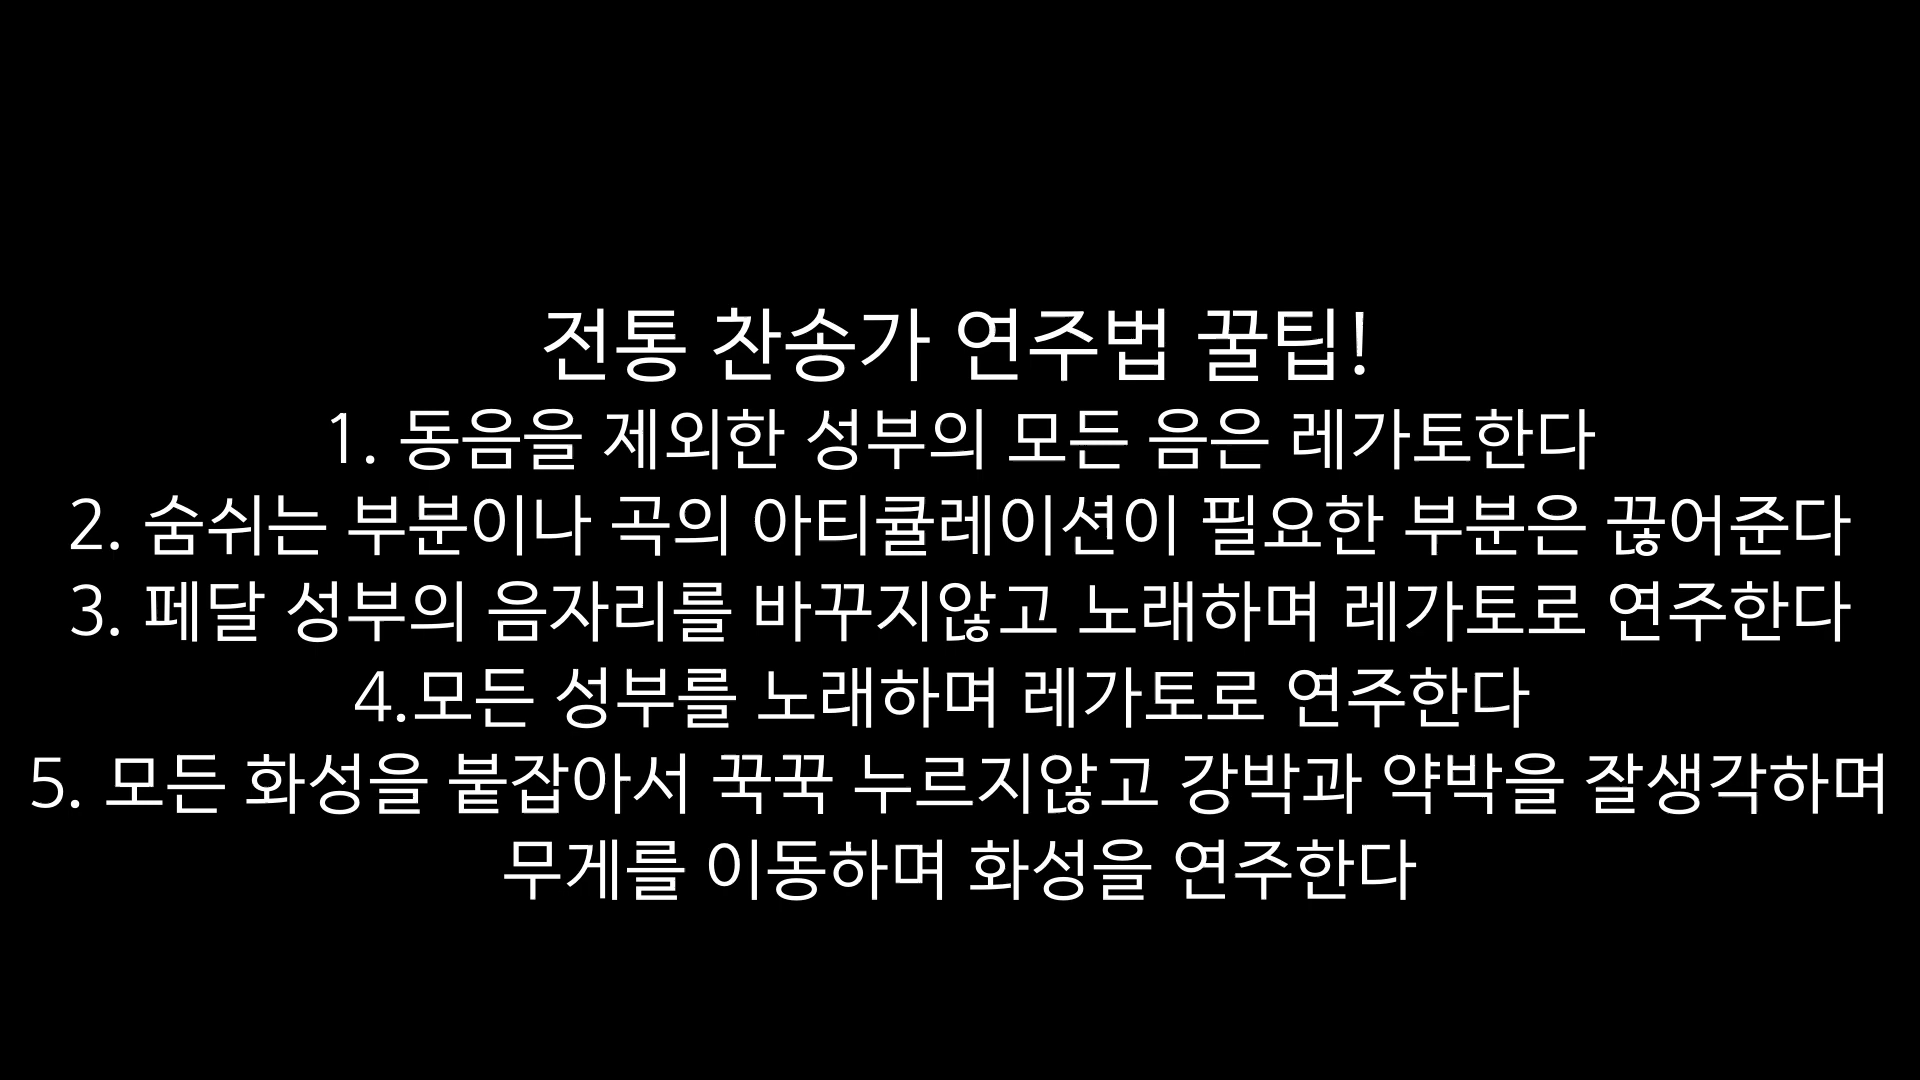 전통 찬송가 연주법 꿀팁!
1. 동음을 제외한 성부의 모든 음은 레가토한다
2. 숨쉬는 부분이나 곡의 아티큘레이션이 필요한 부분은 끊어준다
3. 페달 성부의 음자리를 바꾸지않고 노래하며 레가토로 연주한다
4.모든 성부를 노래하며 레가토로 연주한다
5. 모든 화성을 붙잡아서 꾹꾹 누르지않고 강박과 약박을 잘생각하며
무게를 이동하며 화성을 연주한다